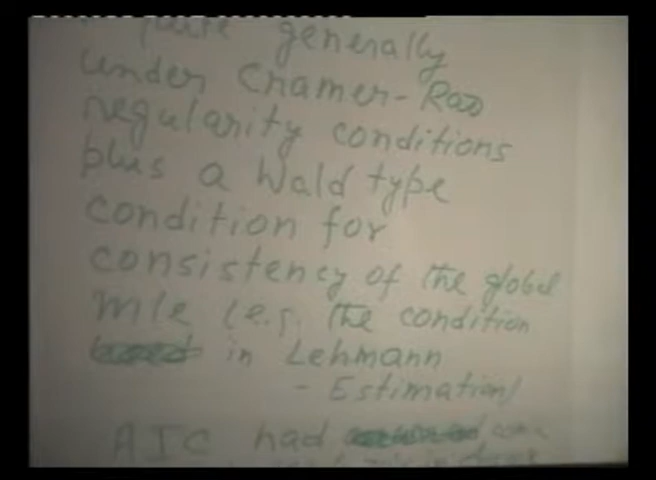 quite generally
under Cramer-Rao
regularity conditions
plus a Wald type
condition for
consistency of the global
mle (e.g. the condition
in Lehmann
- Estimation)
AIC had